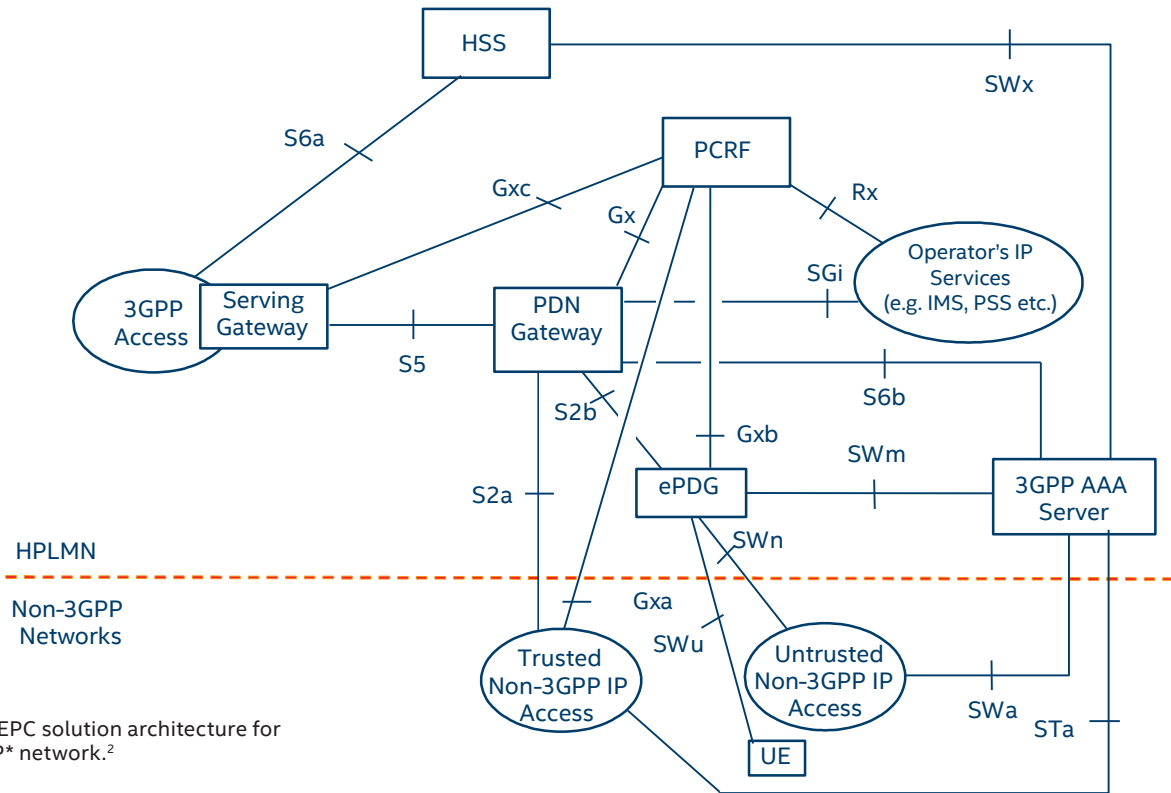 HSS
SWx
S6a
PCRF
Gxc
Rx
Gx
Operator's IP
Services
(e.g. IMS, PSS etc.)
SGi
3GPP
Access
Serving
Gateway
PDN
Gateway
S5
S6b
S2b
Gxb
SWm
S2a
ePDG
3GPP AAA
Server
SWn
HPLMN
Non-3GPP
Networks
Gxa
SWu
Trusted
Non-3GPP IP
Access
Untrusted
Non-3GPP IP
Access
SWa
STa
UE
EPC solution architecture for
P* network.²